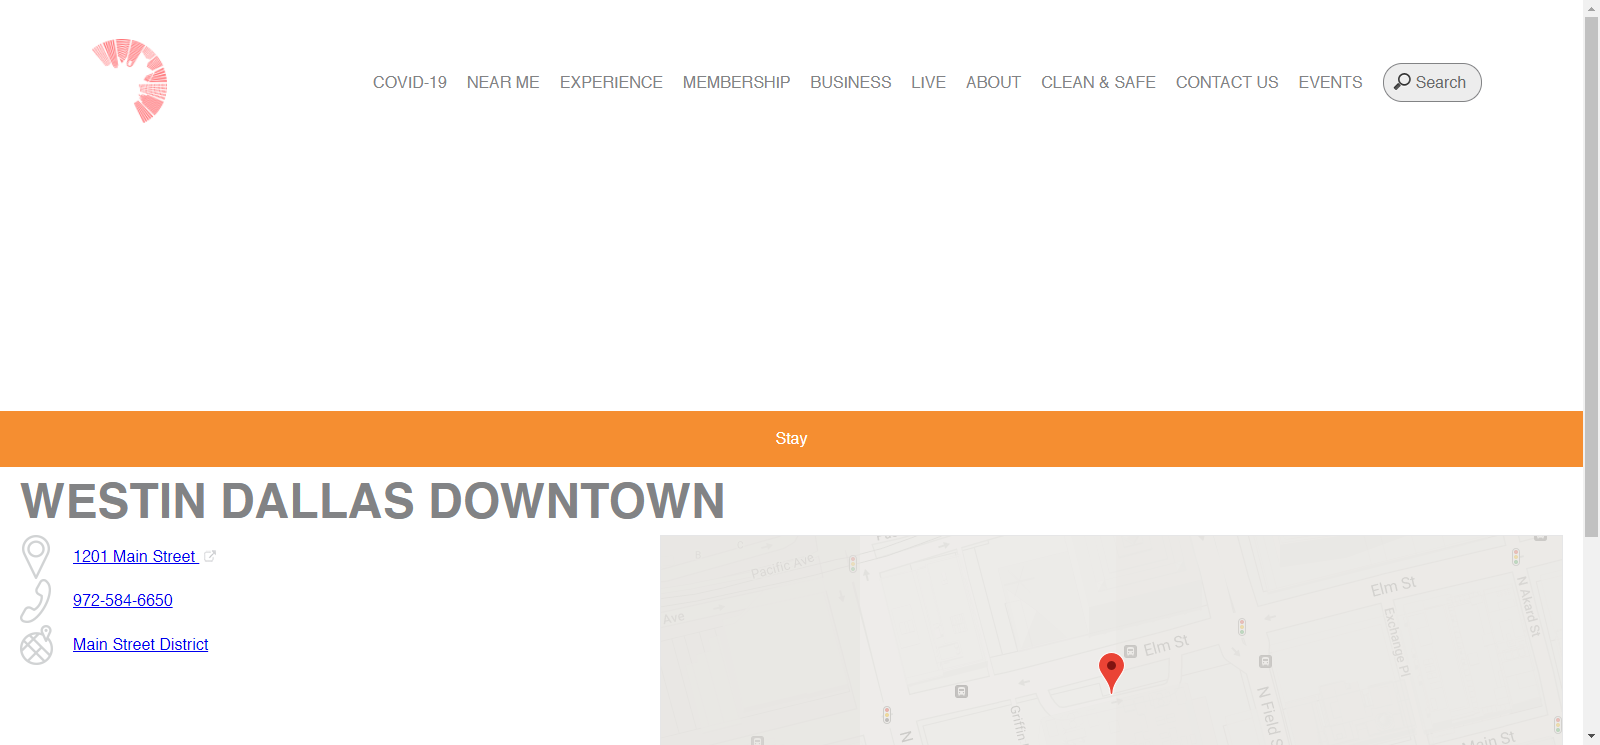 COVID-19 NEAR ME EXPERIENCE MEMBERSHIP BUSINESS LIVE ABOUT CLEAN & SAFE CONTACT US EVENTS Search
Stay
WESTIN DALLAS DOWNTOWN
1201 Main Street
972-584-6650
Main Street District
Pacific Ave
Ave
Elm St
N Akard St
Exchange Pl
Elm St
N Field S
Griffin
N
Main St